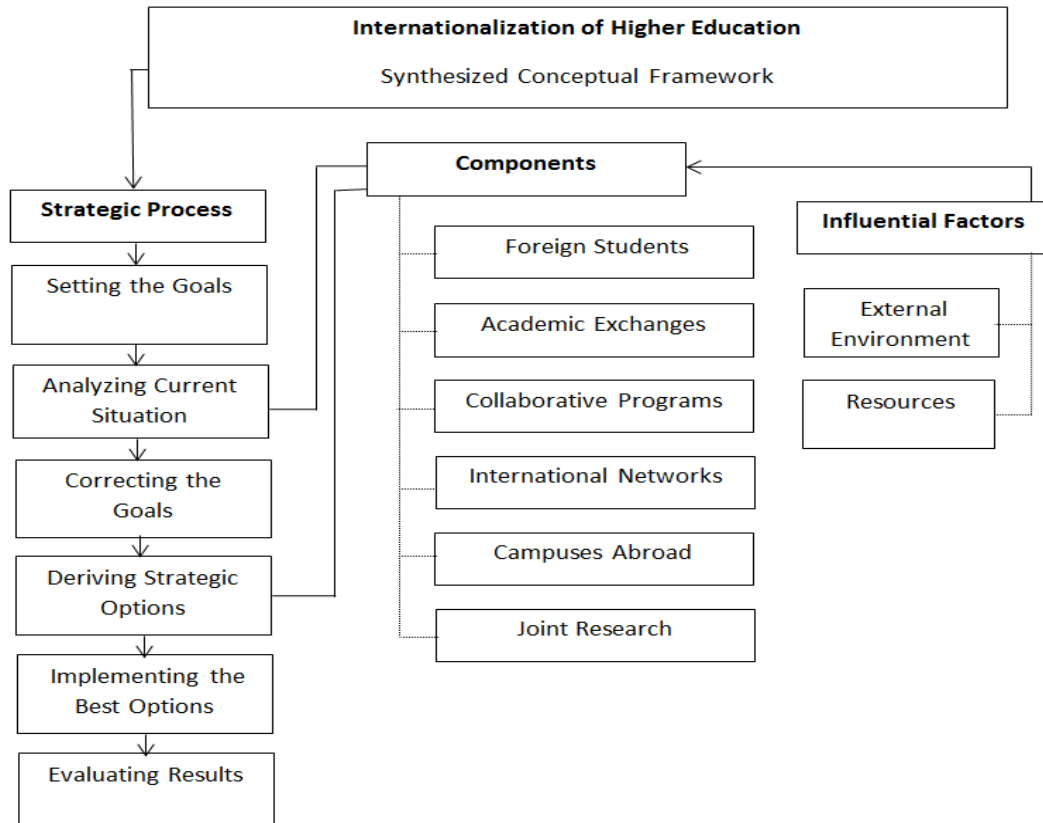 Internationalization of Higher Education
Synthesized Conceptual Framework
Strategic Process
Setting the Goals
Analyzing Current
Situation
Correcting the
Goals
Deriving Strategic
Options
Implementing the
Best Options
Evaluating Results
Components
Foreign Students
Academic Exchanges
Collaborative Programs
International Networks
Campuses Abroad
Joint Research
Influential Factors
External
Environment
Resources